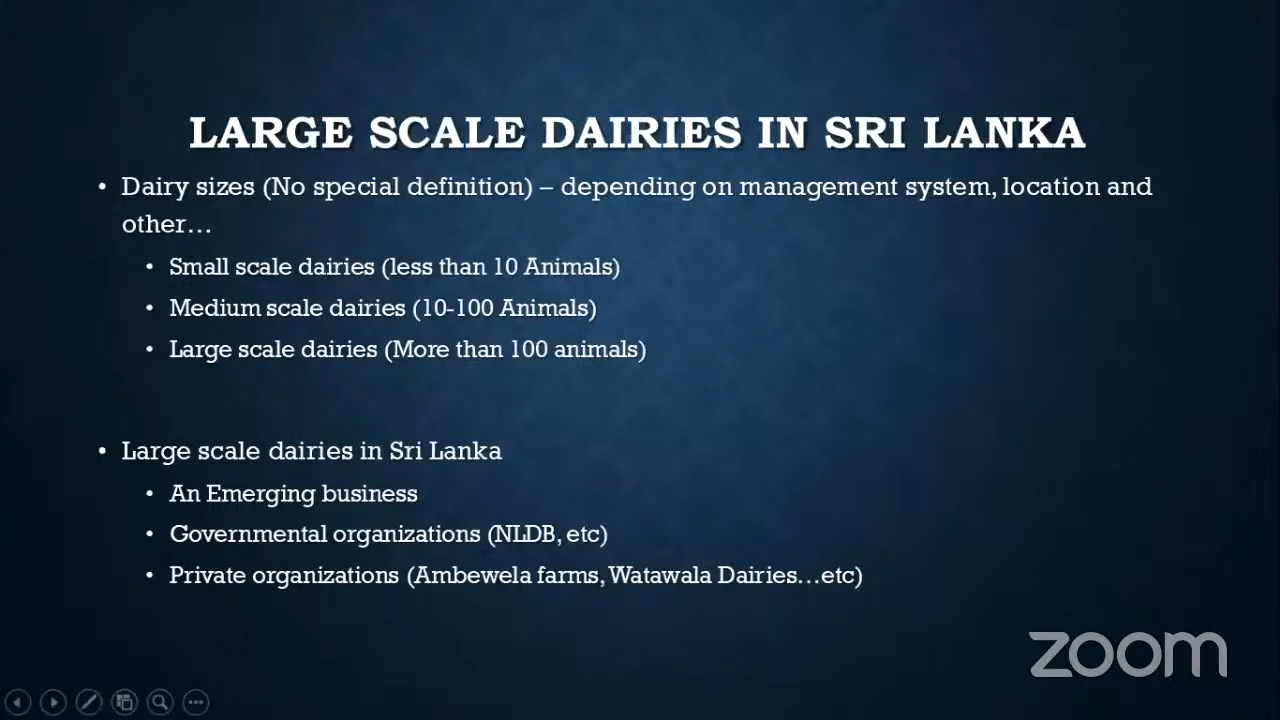 LARGE SCALE DAIRIES IN SRI LANKA
• Dairy sizes (No special definition) – depending on management system, location and
other…
• Small scale dairies (less than 10 Animals)
• Medium scale dairies (10-100 Animals)
• Large scale dairies (More than 100 animals)
• Large scale dairies in Sri Lanka
• An Emerging business
• Governmental organizations (NLDB, etc)
• Private organizations (Ambewela farms, Watawala Dairies…etc)
zoom